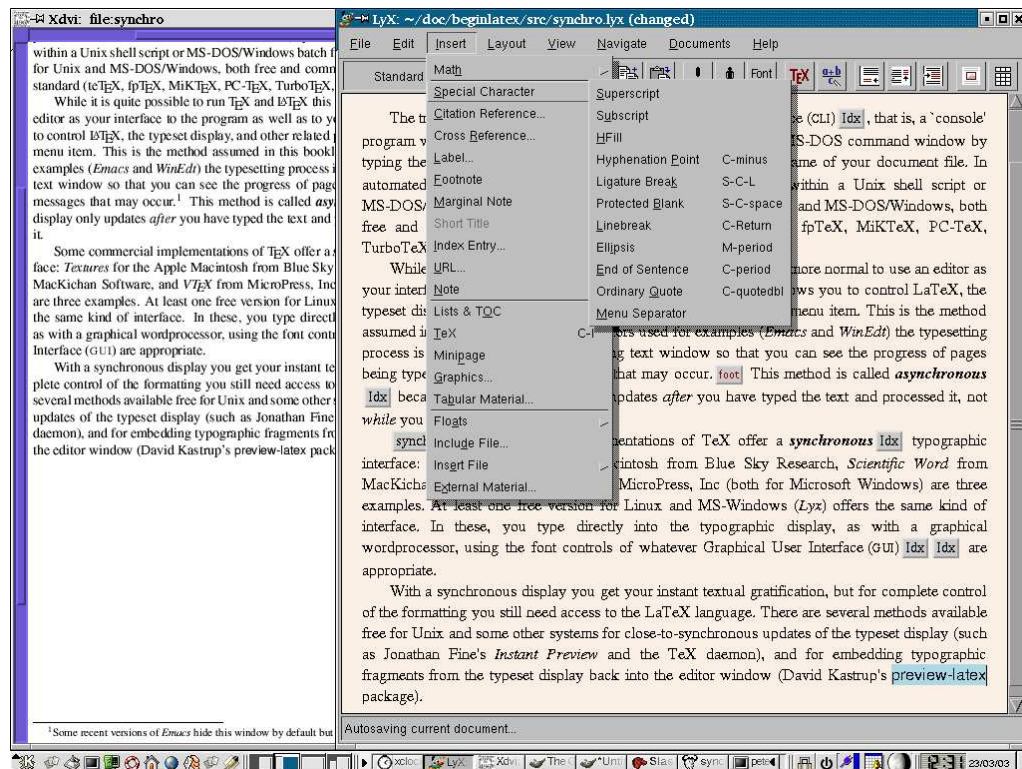 Xdvi: file:synchro
within a Unix shell script or MS-DOS/Windows batch f
for Unix and MS-DOS/Windows, both free and comm
standard (teTEX, fpTEX, MiKTEX, PC-TEX, TurboTEX,
While it is quite possible to run TEX and LATEX this
editor as your interface to the program as well as to y
to control LATEX, the typeset display, and other related
menu item. This is the method assumed in this bookl
examples (Emacs and WinEdt) the typesetting process i
text window so that you can see the progress of page
messages that may occur.1 This method is called asy
display only updates after you have typed the text and
it.
Some commercial implementations of TEX offer a s
face: Textures for the Apple Macintosh from Blue Sky
MacKichan Software, and VTEX from MicroPress, Inc
are three examples. At least one free version for Linux
the same kind of interface. In these, you type directl
as with a graphical wordprocessor, using the font contr
Interface (GUI) are appropriate.
With a synchronous display you get your instant te
plete control of the formatting you still need access to
several methods available free for Unix and some other s
updates of the typeset display (such as Jonathan Fine
daemon), and for embedding typographic fragments fro
the editor window (David Kastrup's preview-latex pack
1Some recent versions of Emacs hide this window by default but
LyX: ~/doc/beginlatex/src/synchro.lyx (changed)
File Edit Insert Layout View Navigate Documents Help
Standard Font TEX a+b
Math
Special Character
Citation Reference...
Cross Reference...
Label...
Footnote
Marginal Note
Short Title
Index Entry...
URL...
Note
Lists & TOC
TeX C-l
Minipage
Graphics...
Tabular Material...
Floats
Include File...
Insert File
External Material...
Superscript
Subscript
HFill
Hyphenation Point C-minus
Ligature Break S-C-L
Protected Blank S-C-space
Linebreak C-Return
Ellipsis M-period
End of Sentence C-period
Ordinary Quote C-quotedbl
Menu Separator
The tr e (CLI) Idx , that is, a `console'
program w S-DOS command window by
typing the ame of your document file. In
automated within a Unix shell script or
MS-DOS/ and MS-DOS/Windows, both
free and fpTeX, MiKTeX, PC-TeX,
TurboTeX
While more normal to use an editor as
your interf ws you to control LaTeX, the
typeset dis menu item. This is the method
assumed i ors used for examples (Emacs and WinEdt) the typesetting
process is g text window so that you can see the progress of pages
being type that may occur. foot This method is called asynchronous
Idx beca pdates after you have typed the text and processed it, not
while you
synch entations of TeX offer a synchronous Idx typographic
interface: cintosh from Blue Sky Research, Scientific Word from
MacKicha MicroPress, Inc (both for Microsoft Windows) are three
examples. At least one free version for Linux and MS-Windows (Lyx) offers the same kind of
interface. In these, you type directly into the typographic display, as with a graphical
wordprocessor, using the font controls of whatever Graphical User Interface (GUI) Idx Idx are
appropriate.
With a synchronous display you get your instant textual gratification, but for complete control
of the formatting you still need access to the LaTeX language. There are several methods available
free for Unix and some other systems for close-to-synchronous updates of the typeset display (such
as Jonathan Fine's Instant Preview and the TeX daemon), and for embedding typographic
fragments from the typeset display back into the editor window (David Kastrup's preview-latex
package).
Autosaving current document...
xcloc LyX Xdvi The *Unt Slas sync pete 23/03/03